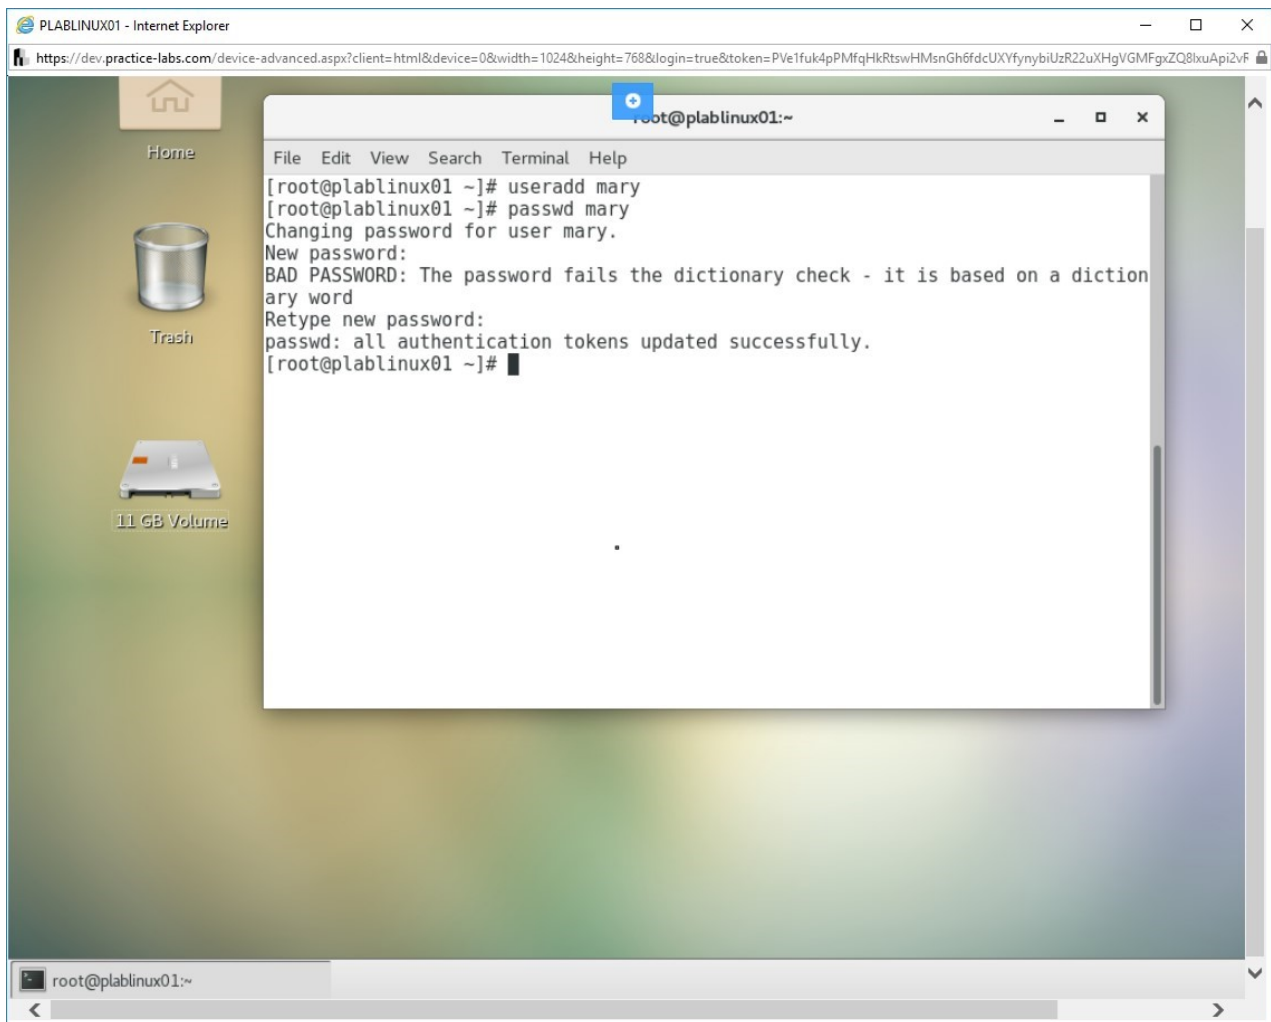 PLABLINUX01 - Internet Explorer
https://dev.practice-labs.com/device-advanced.aspx?client=html&device=0&width=1024&height=768&login=true&token=PVe1fuk4pPMfqHkRtswHMsnGh6fdcUXYfynybiUzR22uXHgVGMFgxZQ8lxuApi2vR
Home
root@plablinux01:~
File Edit View Search Terminal Help
[root@plablinux01 ~]# useradd mary
[root@plablinux01 ~]# passwd mary
Changing password for user mary.
New password:
BAD PASSWORD: The password fails the dictionary check - it is based on a diction
ary word
Retype new password:
passwd: all authentication tokens updated successfully.
[root@plablinux01 ~]#
Trash
11 GB Volume
root@plablinux01:~